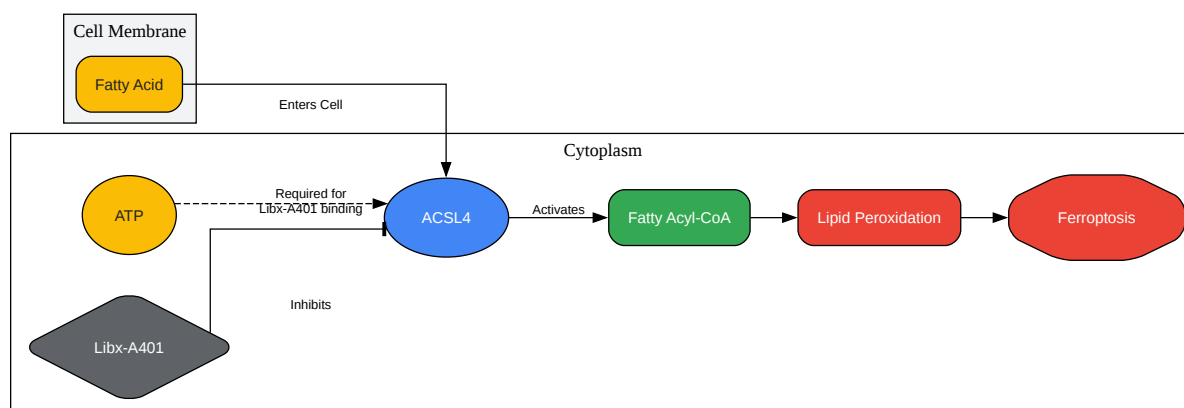 Cell Membrane
Fatty Acid
Enters Cell
Cytoplasm
ATP
Required for
Libx-A401 binding
ACSL4
Activates
Fatty Acyl-CoA
Lipid Peroxidation
Ferroptosis
Inhibits
Libx-A401